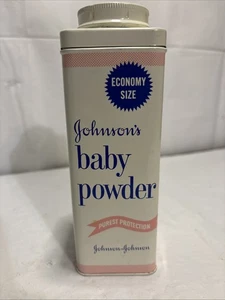 ECONOMY
SIZE
Johnson's
baby
powder
PUREST PROTECTION
Johnson & Johnson